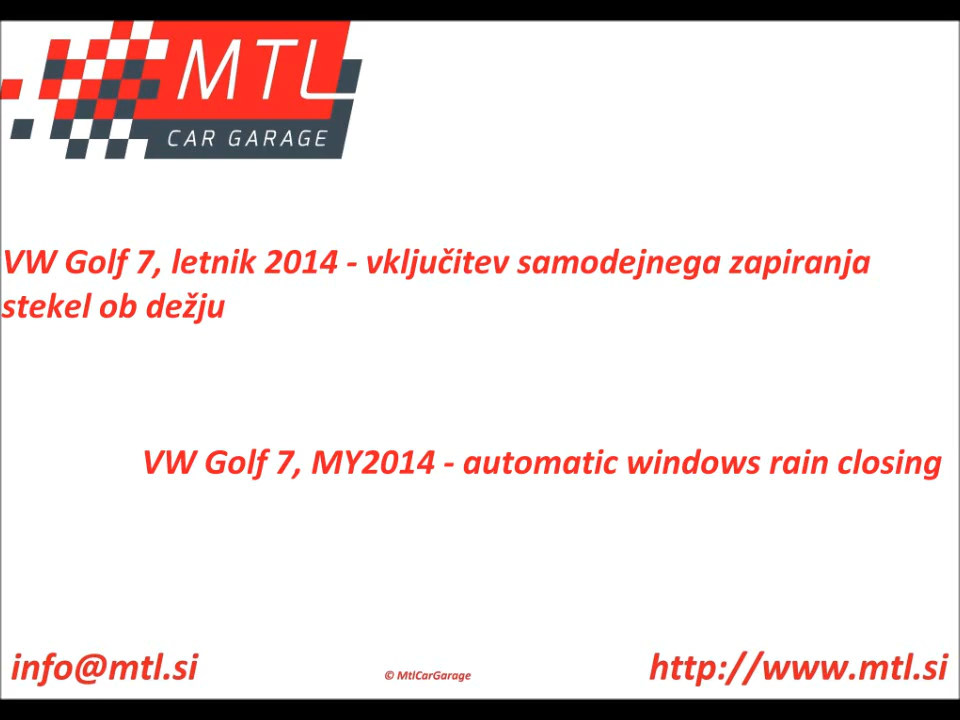 MTL
CAR GARAGE
VW Golf 7, letnik 2014 - vključitev samodejnega zapiranja
stekel ob dežju
VW Golf 7, MY2014 - automatic windows rain closing
info@mtl.si
© MtlCarGarage
http://www.mtl.si